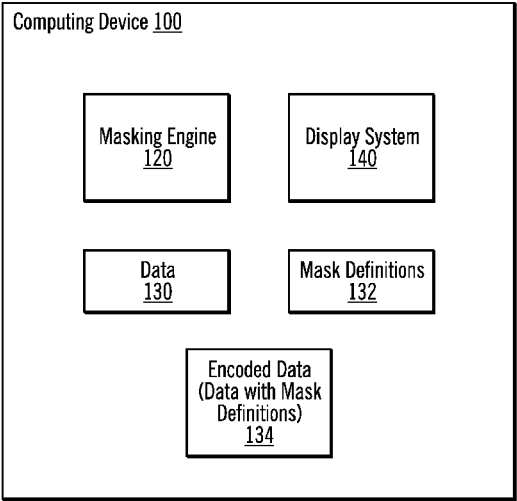 Computing Device 100
Masking Engine
120
Display System
140
Data
130
Mask Definitions
132
Encoded Data
(Data with Mask
Definitions)
134